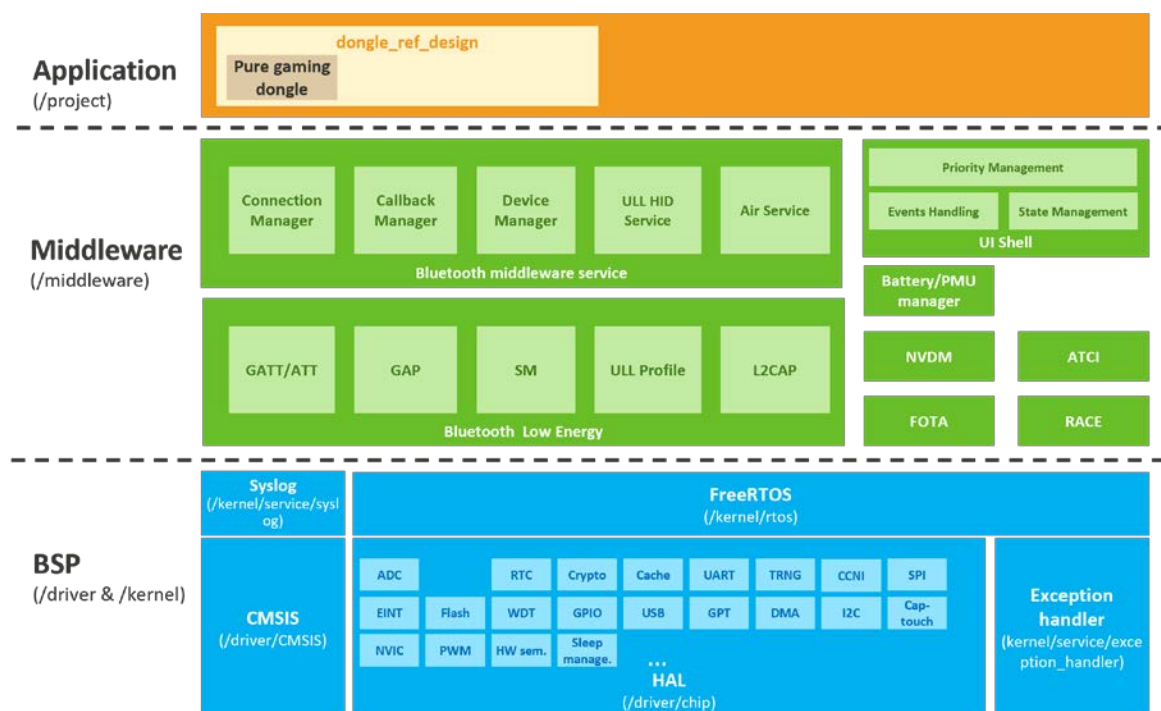 Application
(/project)
dongle_ref_design
Pure gaming
dongle
Middleware
(/middleware)
Connection
Manager
Callback
Manager
Device
Manager
ULL HID
Service
Air Service
Bluetooth middleware service
GATT/ATT
GAP
SM
ULL Profile
L2CAP
Bluetooth Low Energy
Priority Management
Events Handling
State Management
UI Shell
Battery/PMU
manager
NVDM
ATCI
FOTA
RACE
BSP
(/driver & /kernel)
Syslog
(/kernel/service/sysl
og)
FreeRTOS
(/kernel/rtos)
CMSIS
(/driver/CMSIS)
ADC
RTC
Crypto
Cache
UART
TRNG
CCNI
SPI
EINT
Flash
WDT
GPIO
USB
GPT
DMA
I2C
Cap-
touch
NVIC
PWM
HW sem.
Sleep
manage.
...
HAL
(/driver/chip)
Exception
handler
(kernel/service/exce
ption_handler)